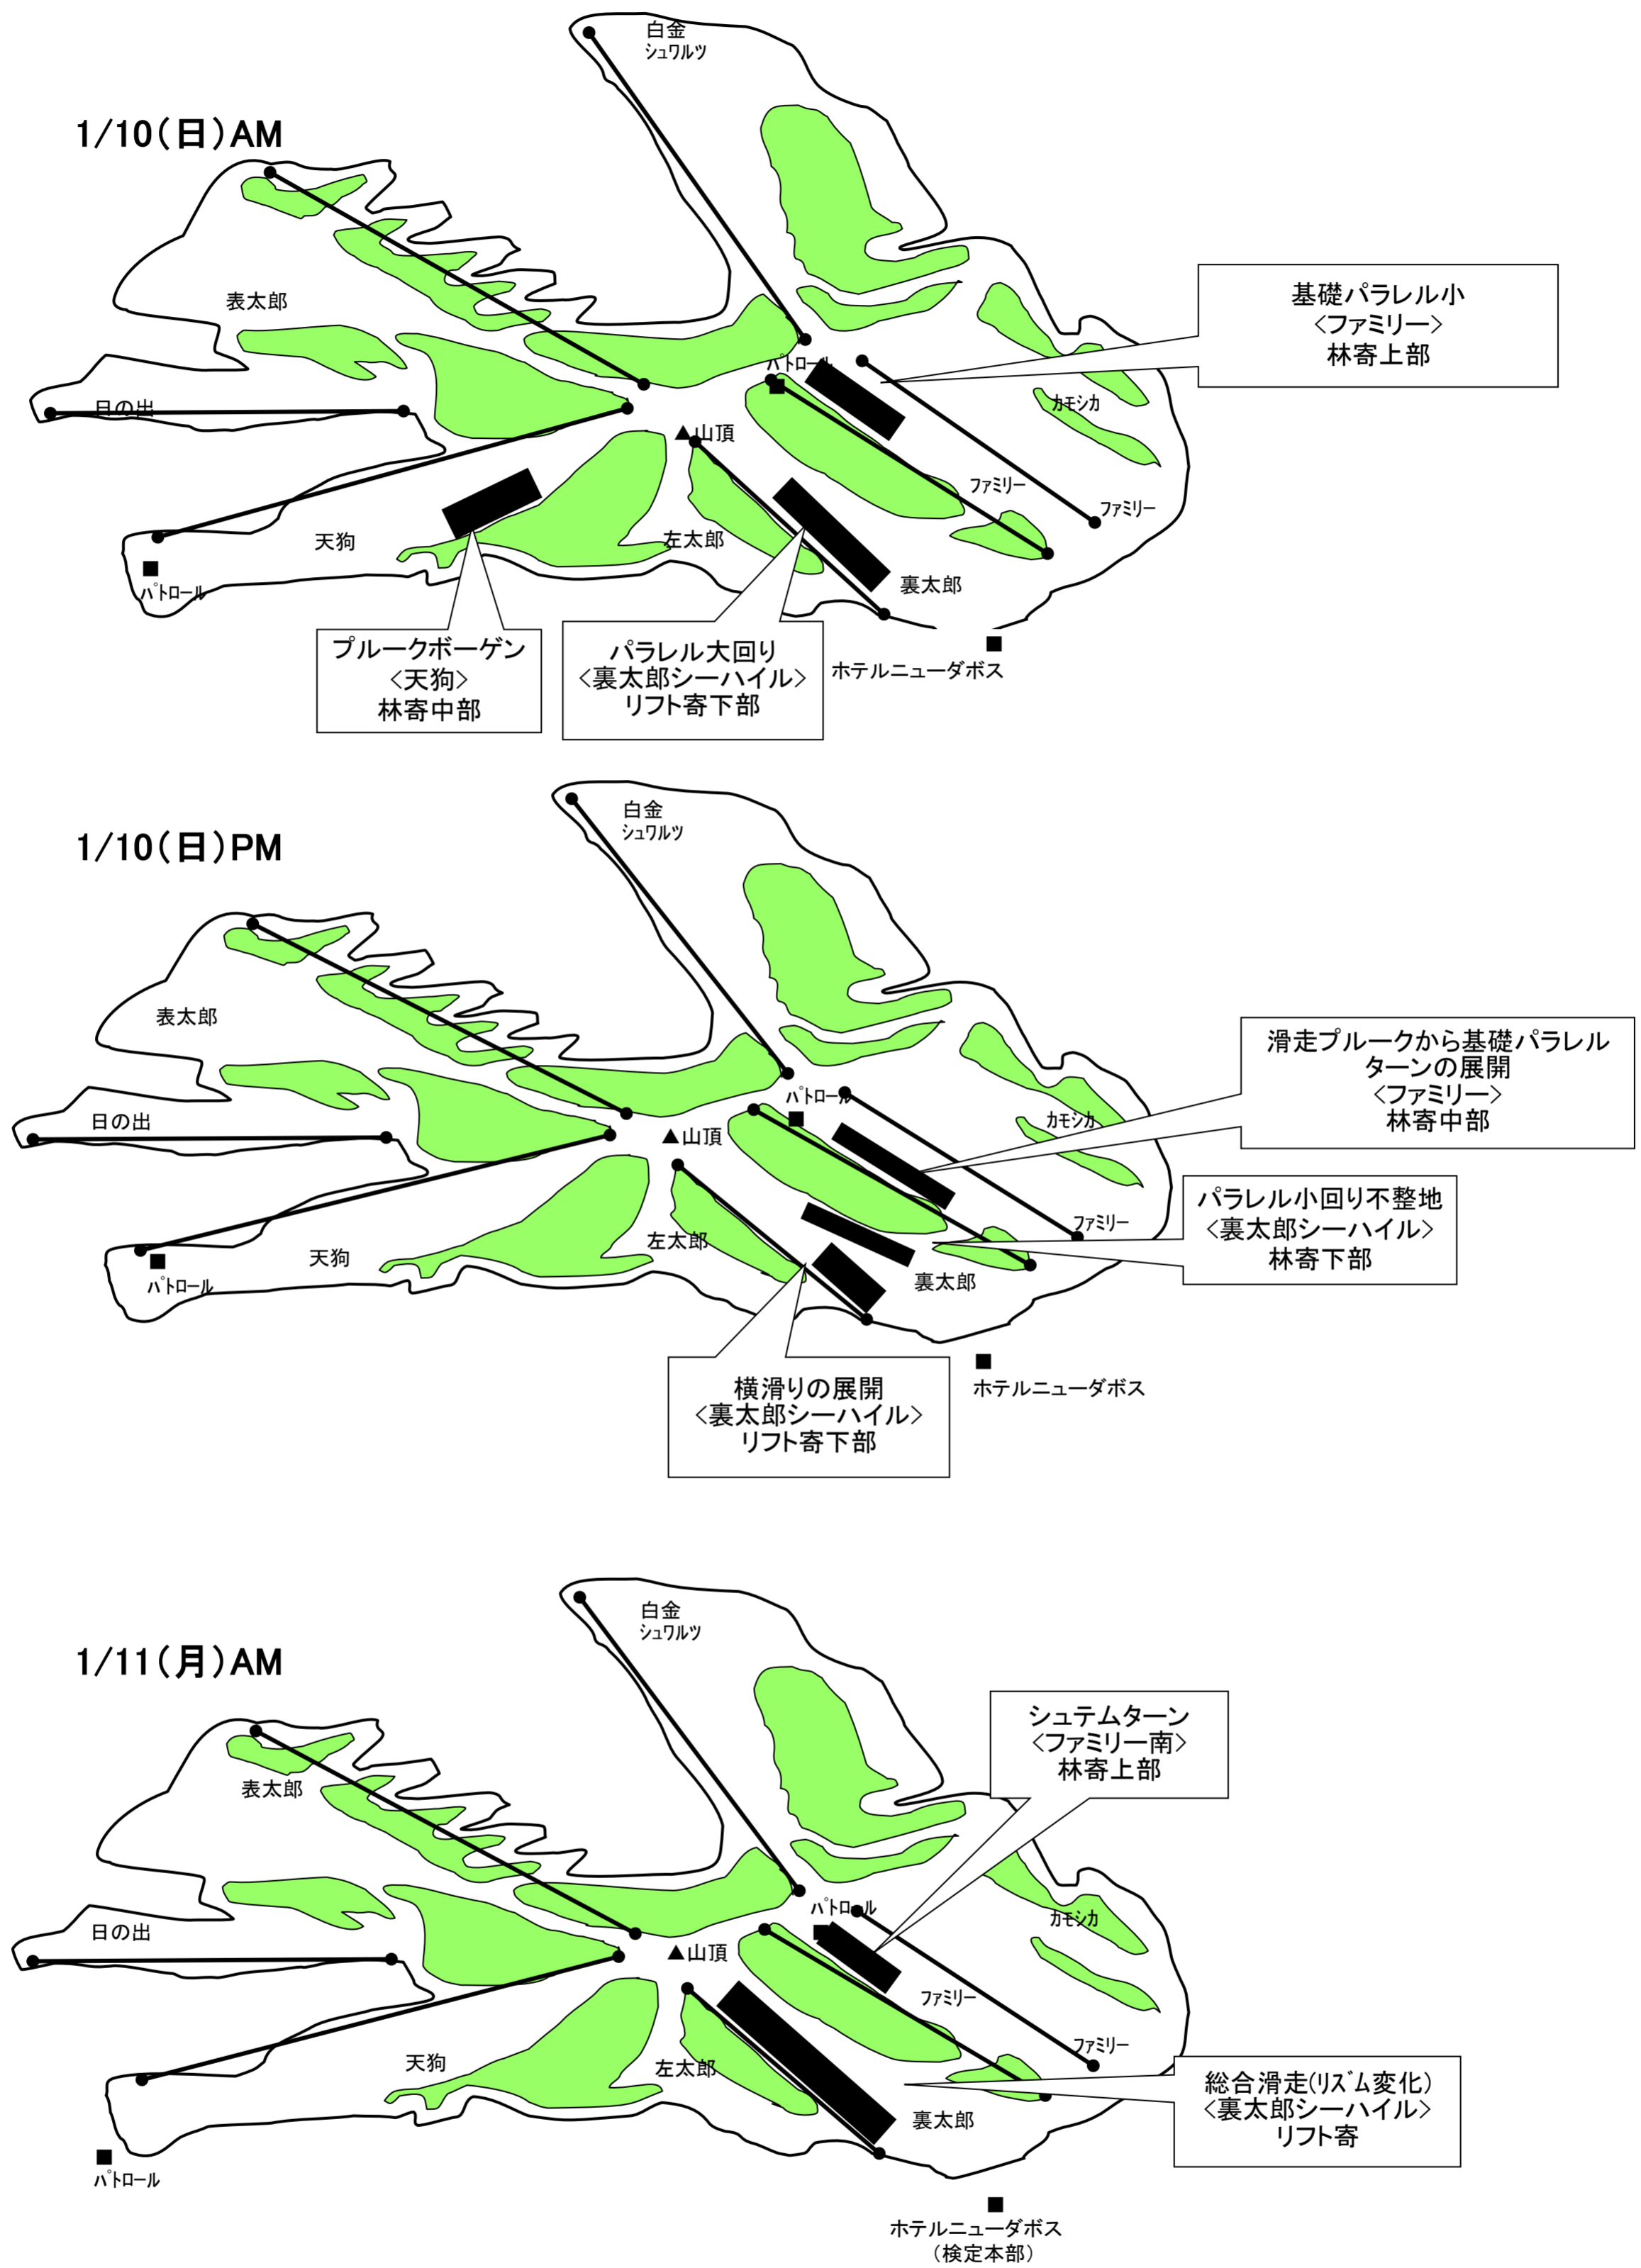 白金
シュワルツ
1/10(日)AM
表太郎
基礎パラレル小
<ファミリー>
林寄上部
パトロール
日の出
カモシカ
▲山頂
ファミリー
ファミリー
天狗
左太郎
裏太郎
パトロール
プルークボーゲン
<天狗>
林寄中部
パラレル大回り
<裏太郎シーハイル>
リフト寄下部
ホテルニューダボス
白金
シュワルツ
1/10(日)PM
表太郎
滑走プルークから基礎パラレル
ターンの展開
<ファミリー>
林寄中部
パトロール
日の出
カモシカ
▲山頂
パラレル小回り不整地
<裏太郎シーハイル>
林寄下部
ファミリー
左太郎
天狗
裏太郎
パトロール
横滑りの展開
<裏太郎シーハイル>
リフト寄下部
ホテルニューダボス
白金
シュワルツ
1/11(月)AM
シュテムターン
<ファミリー南>
林寄上部
表太郎
パトロール
カモシカ
日の出
▲山頂
ファミリー
ファミリー
天狗
左太郎
裏太郎
総合滑走(リズム変化)
<裏太郎シーハイル>
リフト寄
パトロール
ホテルニューダボス
(検定本部)